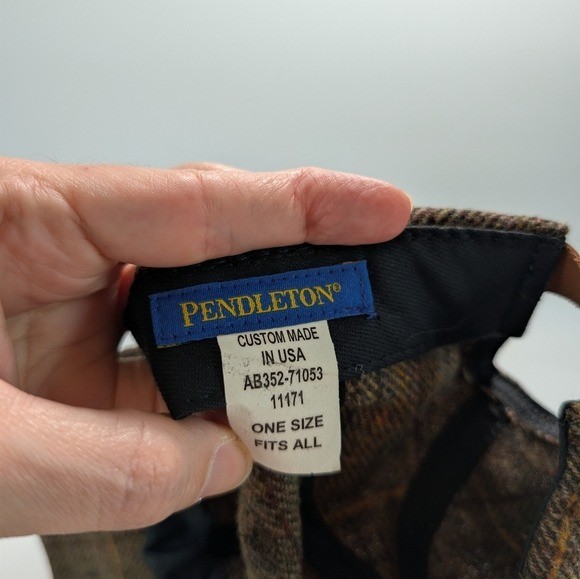 PENDLETON®
CUSTOM MADE
IN USA
AB352-71053
11171
ONE SIZE
FITS ALL